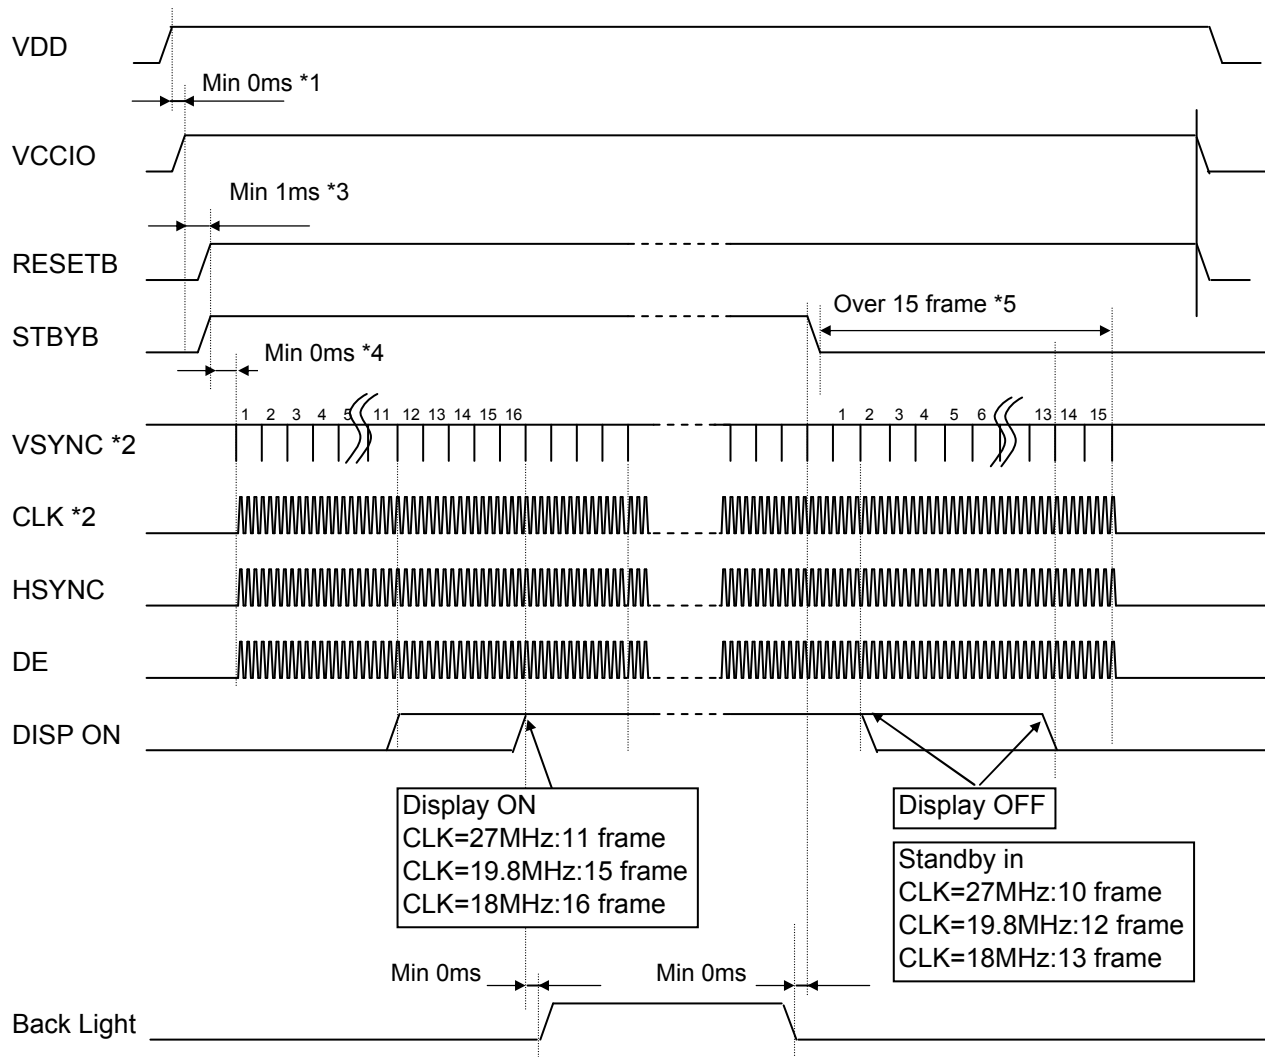 VDD
Min 0ms *1
VCCIO
Min 1ms *3
RESETB
Over 15 frame *5
STBYB
Min 0ms *4
1 2 3 4 5 11 12 13 14 15 16 1 2 3 4 5 6 13 14 15
VSYNC *2
CLK *2
HSYNC
DE
DISP ON
Display ON
CLK=27MHz:11 frame
CLK=19.8MHz:15 frame
CLK=18MHz:16 frame
Display OFF
Standby in
CLK=27MHz:10 frame
CLK=19.8MHz:12 frame
CLK=18MHz:13 frame
Min 0ms Min 0ms
Back Light